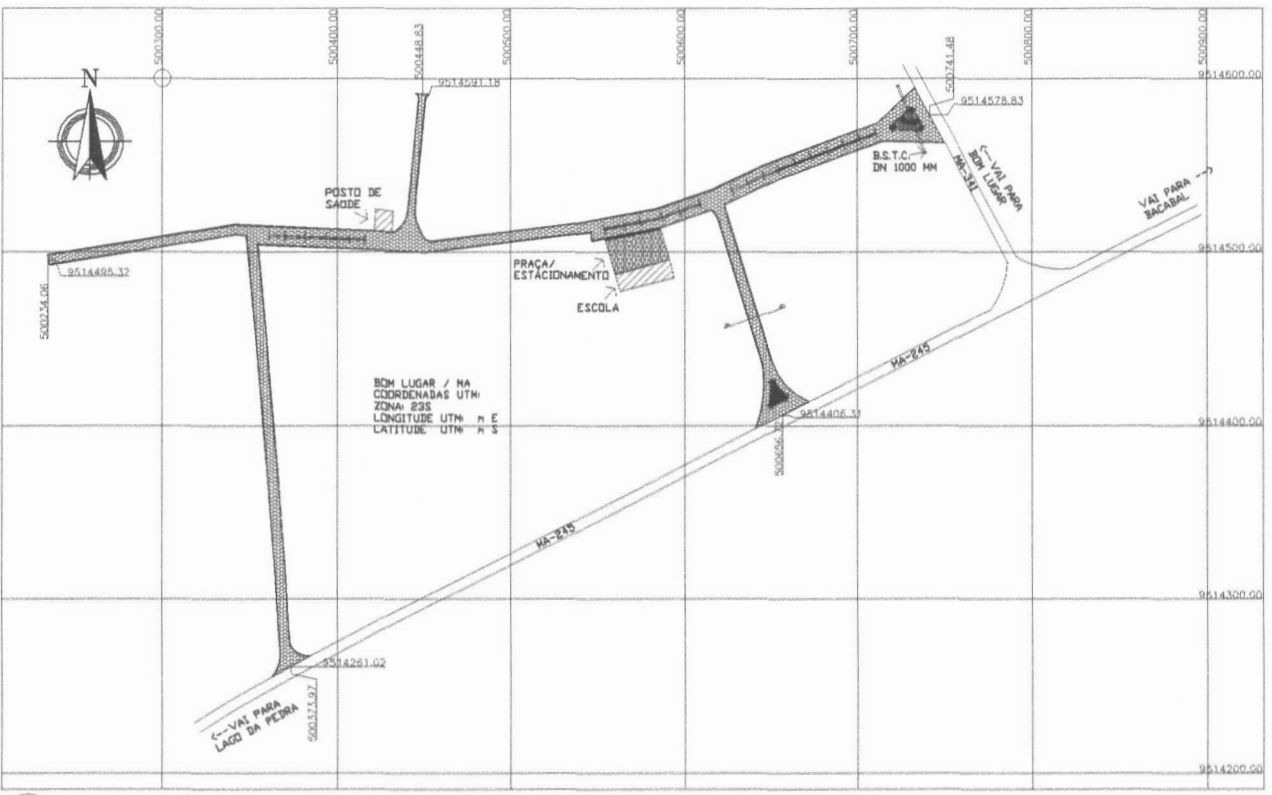 500300.00
500400.00
500448.83
500500.00
500600.00
500700.00
500741.48
500800.00
500900.00
N
9514591.18
9514600.00
9514578.83
B.S.T.C.
DN 1000 MM
<-- VAI PARA
BOM LUGAR
MA-341
VAI PARA -->
BACABAL
POSTO DE
SAÚDE
9514500.00
9514495.32
500234.06
PRAÇA/
ESTACIONAMENTO
ESCOLA
MA-245
BOM LUGAR / MA
COORDENADAS UTM:
ZONA: 23S
LONGITUDE UTM: m E
LATITUDE UTM: m S
9514406.31
9514400.00
MA-245
9514300.00
9514261.02
500373.97
<-- VAI PARA
LAGO DA PEDRA
9514200.00